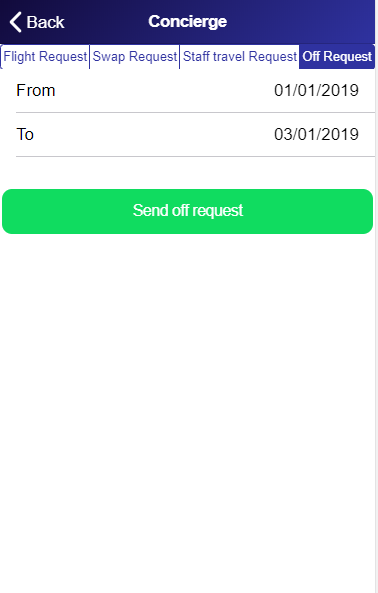 Back Concierge
Flight Request Swap Request Staff travel Request Off Request
From 01/01/2019
To 03/01/2019
Send off request